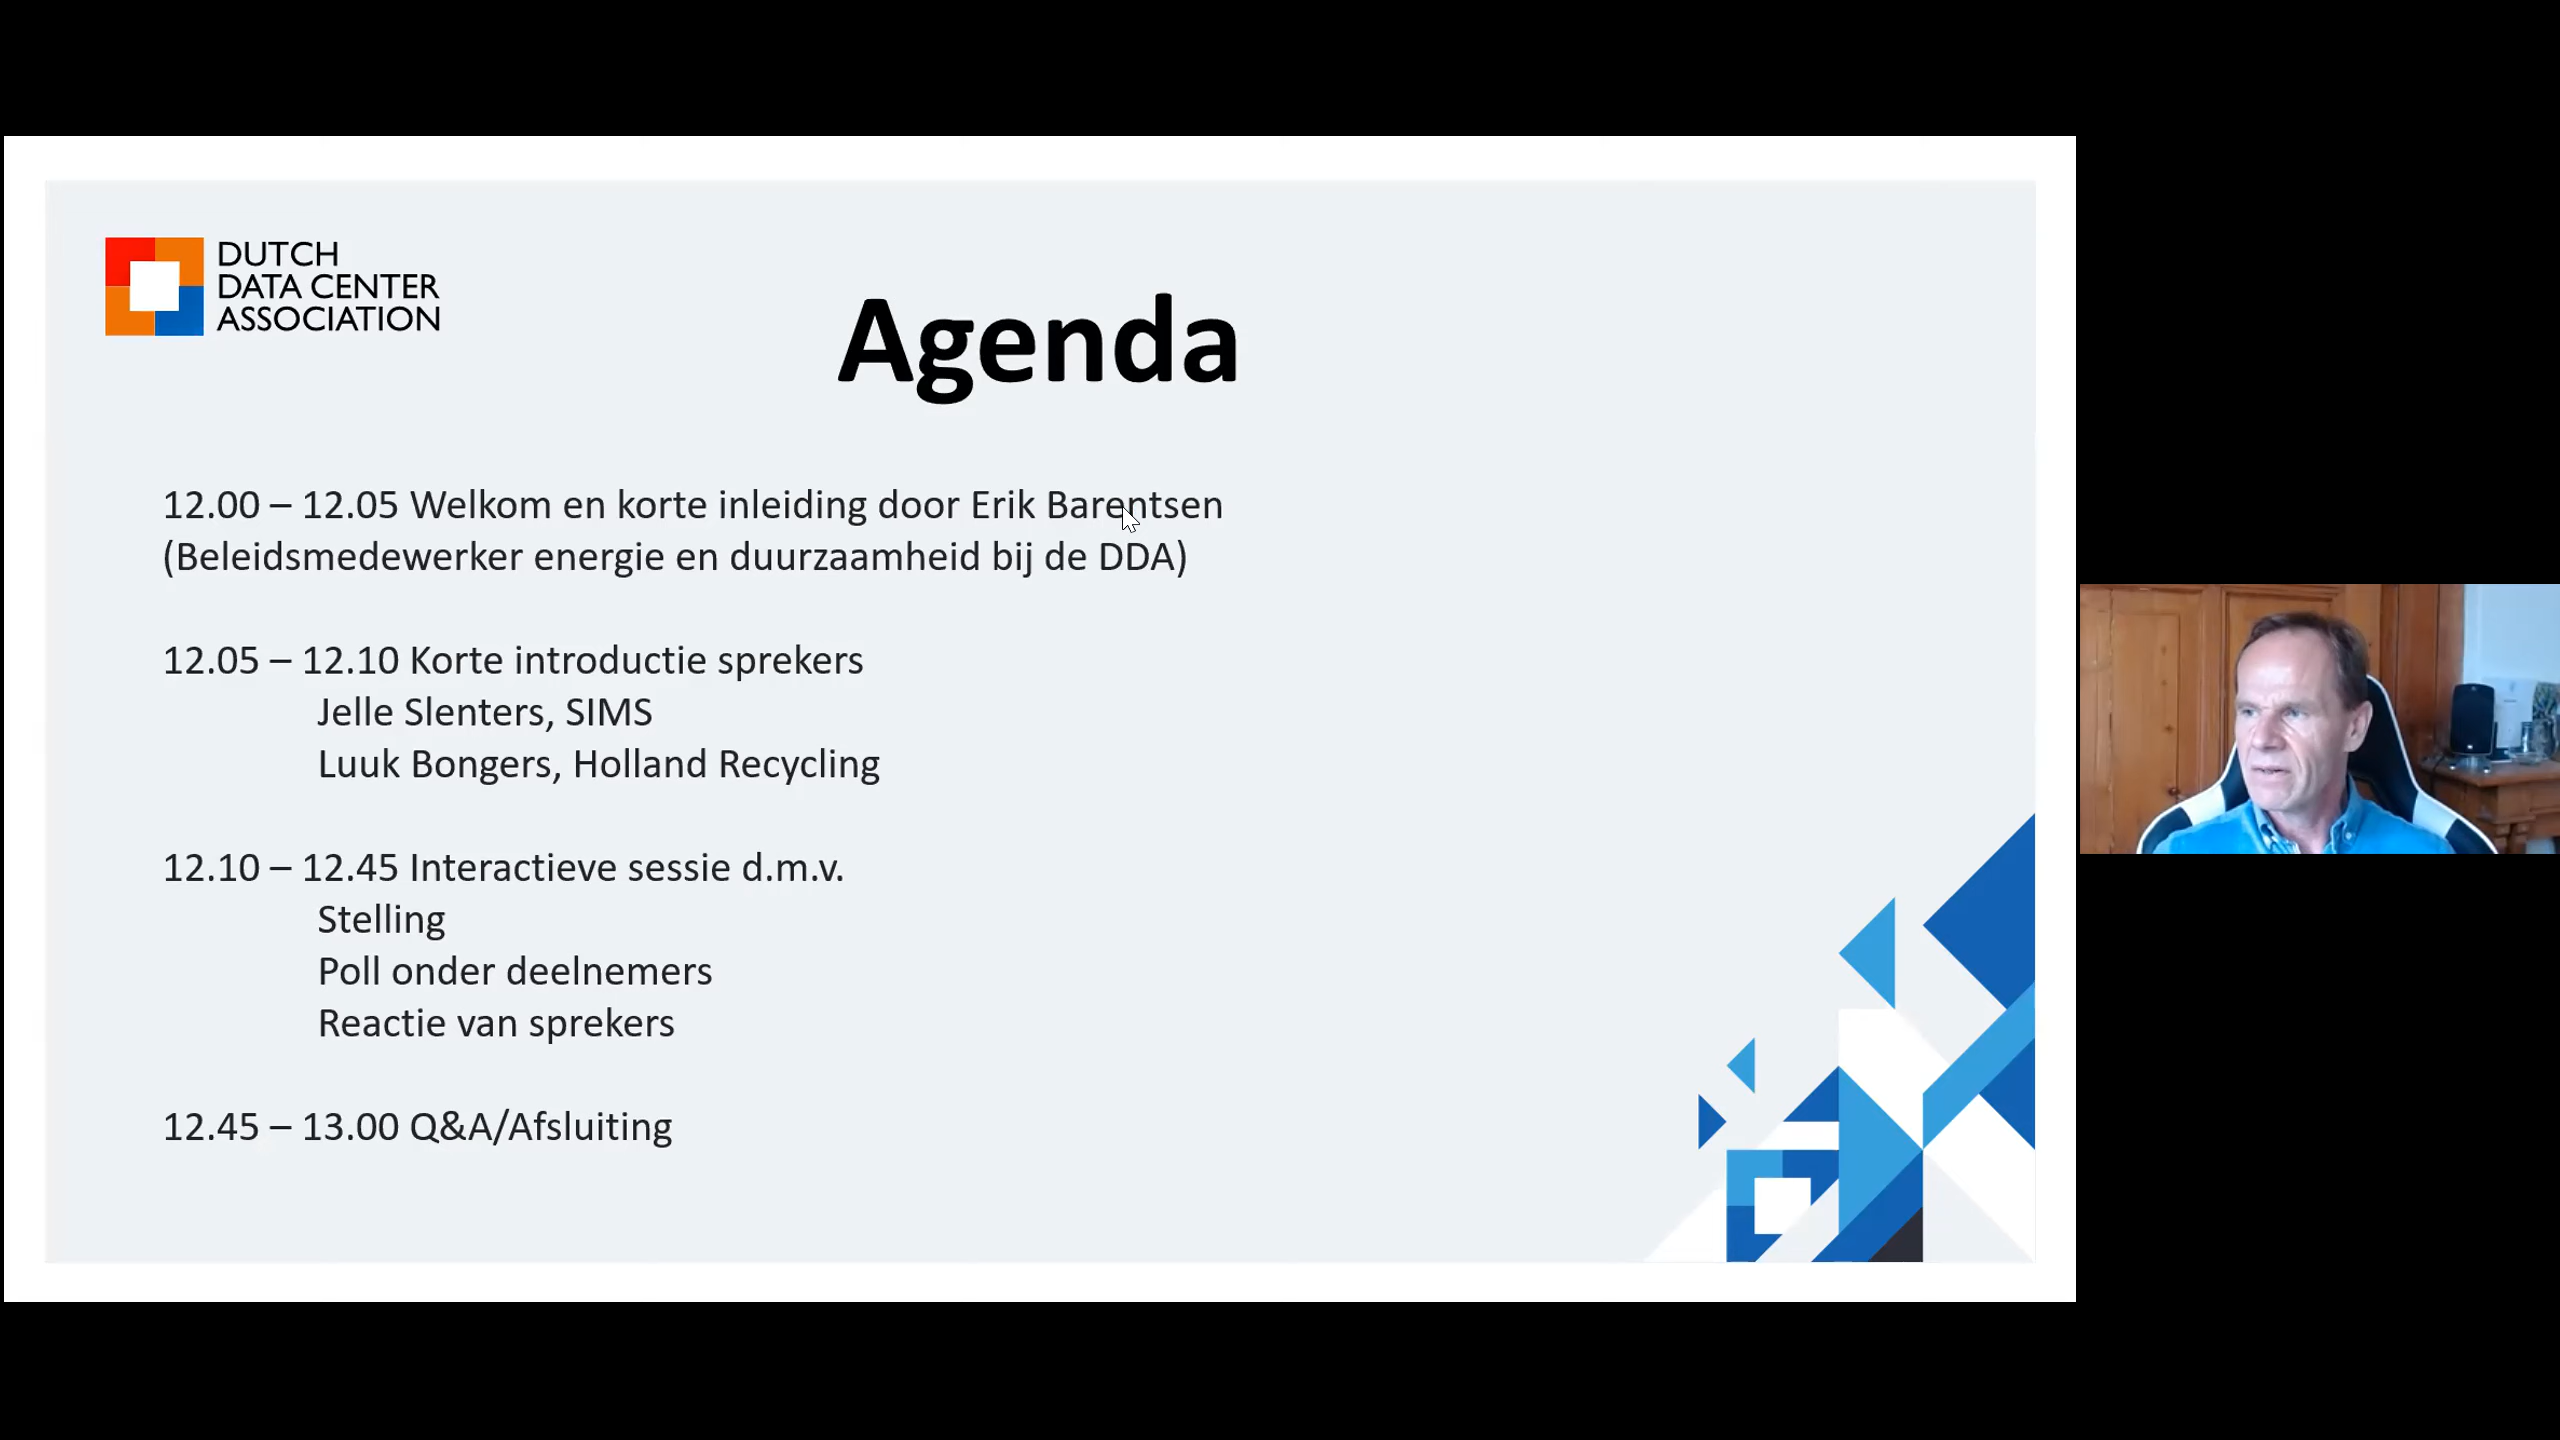 DUTCH
DATA CENTER
ASSOCIATION
Agenda
12.00 – 12.05 Welkom en korte inleiding door Erik Barentsen
(Beleidsmedewerker energie en duurzaamheid bij de DDA)
12.05 – 12.10 Korte introductie sprekers
Jelle Slenters, SIMS
Luuk Bongers, Holland Recycling
12.10 – 12.45 Interactieve sessie d.m.v.
Stelling
Poll onder deelnemers
Reactie van sprekers
12.45 – 13.00 Q&A/Afsluiting